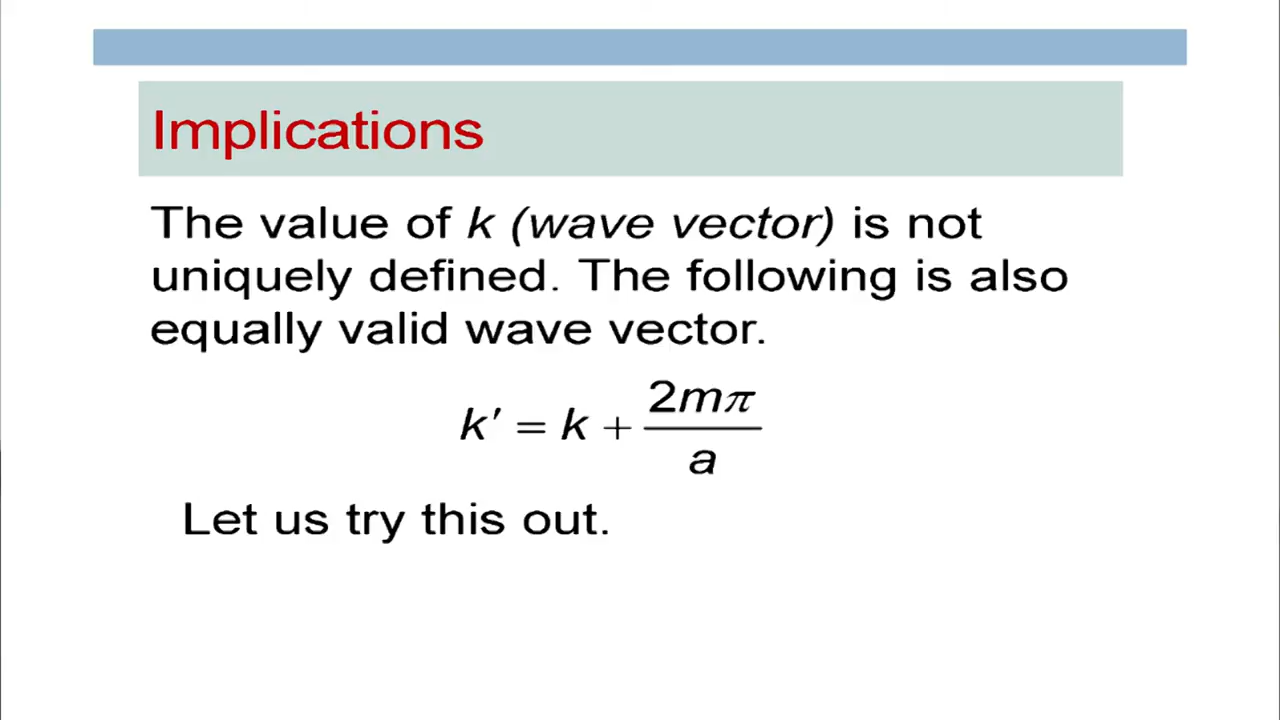 Implications
The value of k (wave vector) is not
uniquely defined. The following is also
equally valid wave vector.
k′ = k + 2mπ / a
Let us try this out.